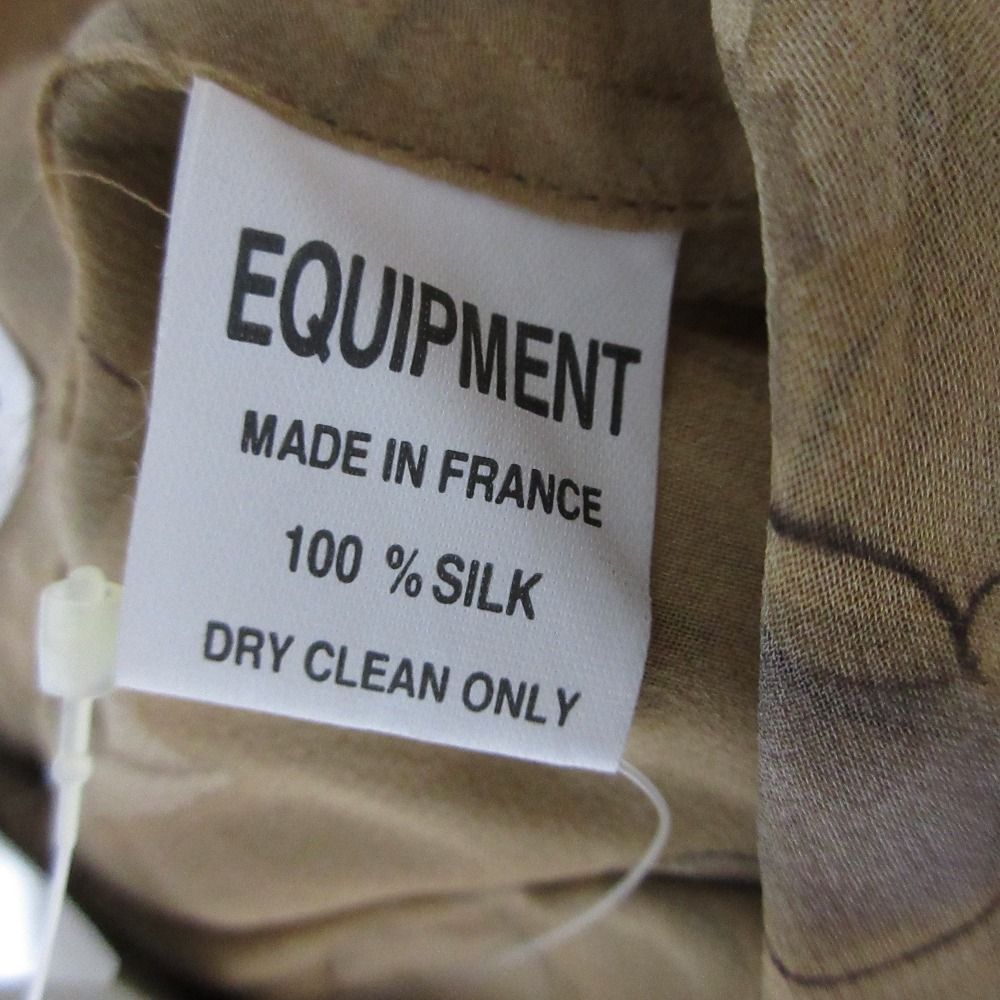 EQUIPMENT
MADE IN FRANCE
100 % SILK
DRY CLEAN ONLY